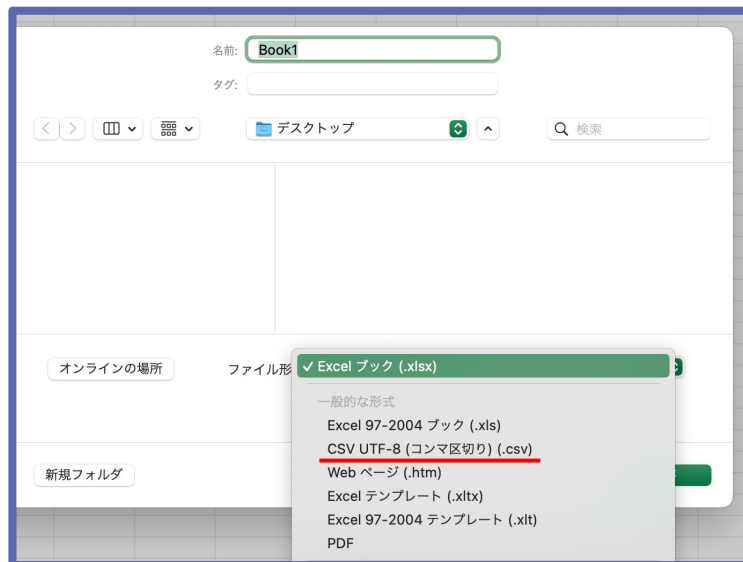 名前: Book1
タグ:
デスクトップ
検索
オンラインの場所 ファイル形
✓ Excel ブック (.xlsx)
一般的な形式
Excel 97-2004 ブック (.xls)
CSV UTF-8 (コンマ区切り) (.csv)
新規フォルダ
Web ページ (.htm)
Excel テンプレート (.xltx)
Excel 97-2004 テンプレート (.xlt)
PDF